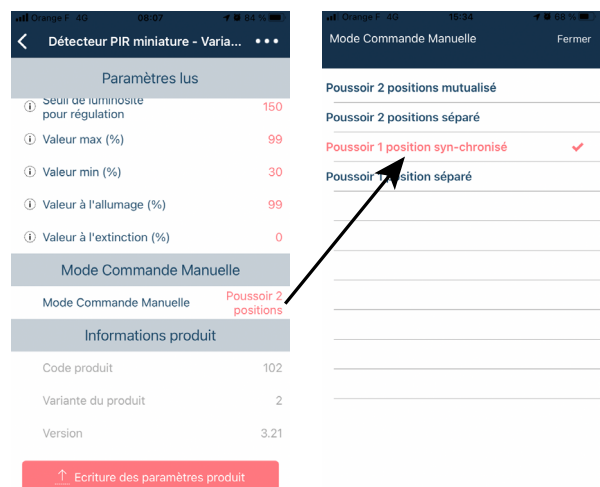 Orange F 4G 08:07 84 %
Détecteur PIR miniature - Varia...
Paramètres lus
Seuil de luminosité
pour régulation 150
Valeur max (%) 99
Valeur min (%) 30
Valeur à l'allumage (%) 99
Valeur à l'extinction (%) 0
Mode Commande Manuelle
Mode Commande Manuelle Poussoir 2
positions
Informations produit
Code produit 102
Variante du produit 2
Version 3.21
Ecriture des paramètres produit
Orange F 4G 15:34 68 %
Mode Commande Manuelle Fermer
Poussoir 2 positions mutualisé
Poussoir 2 positions séparé
Poussoir 1 position syn-chronisé
Poussoir 1 position séparé